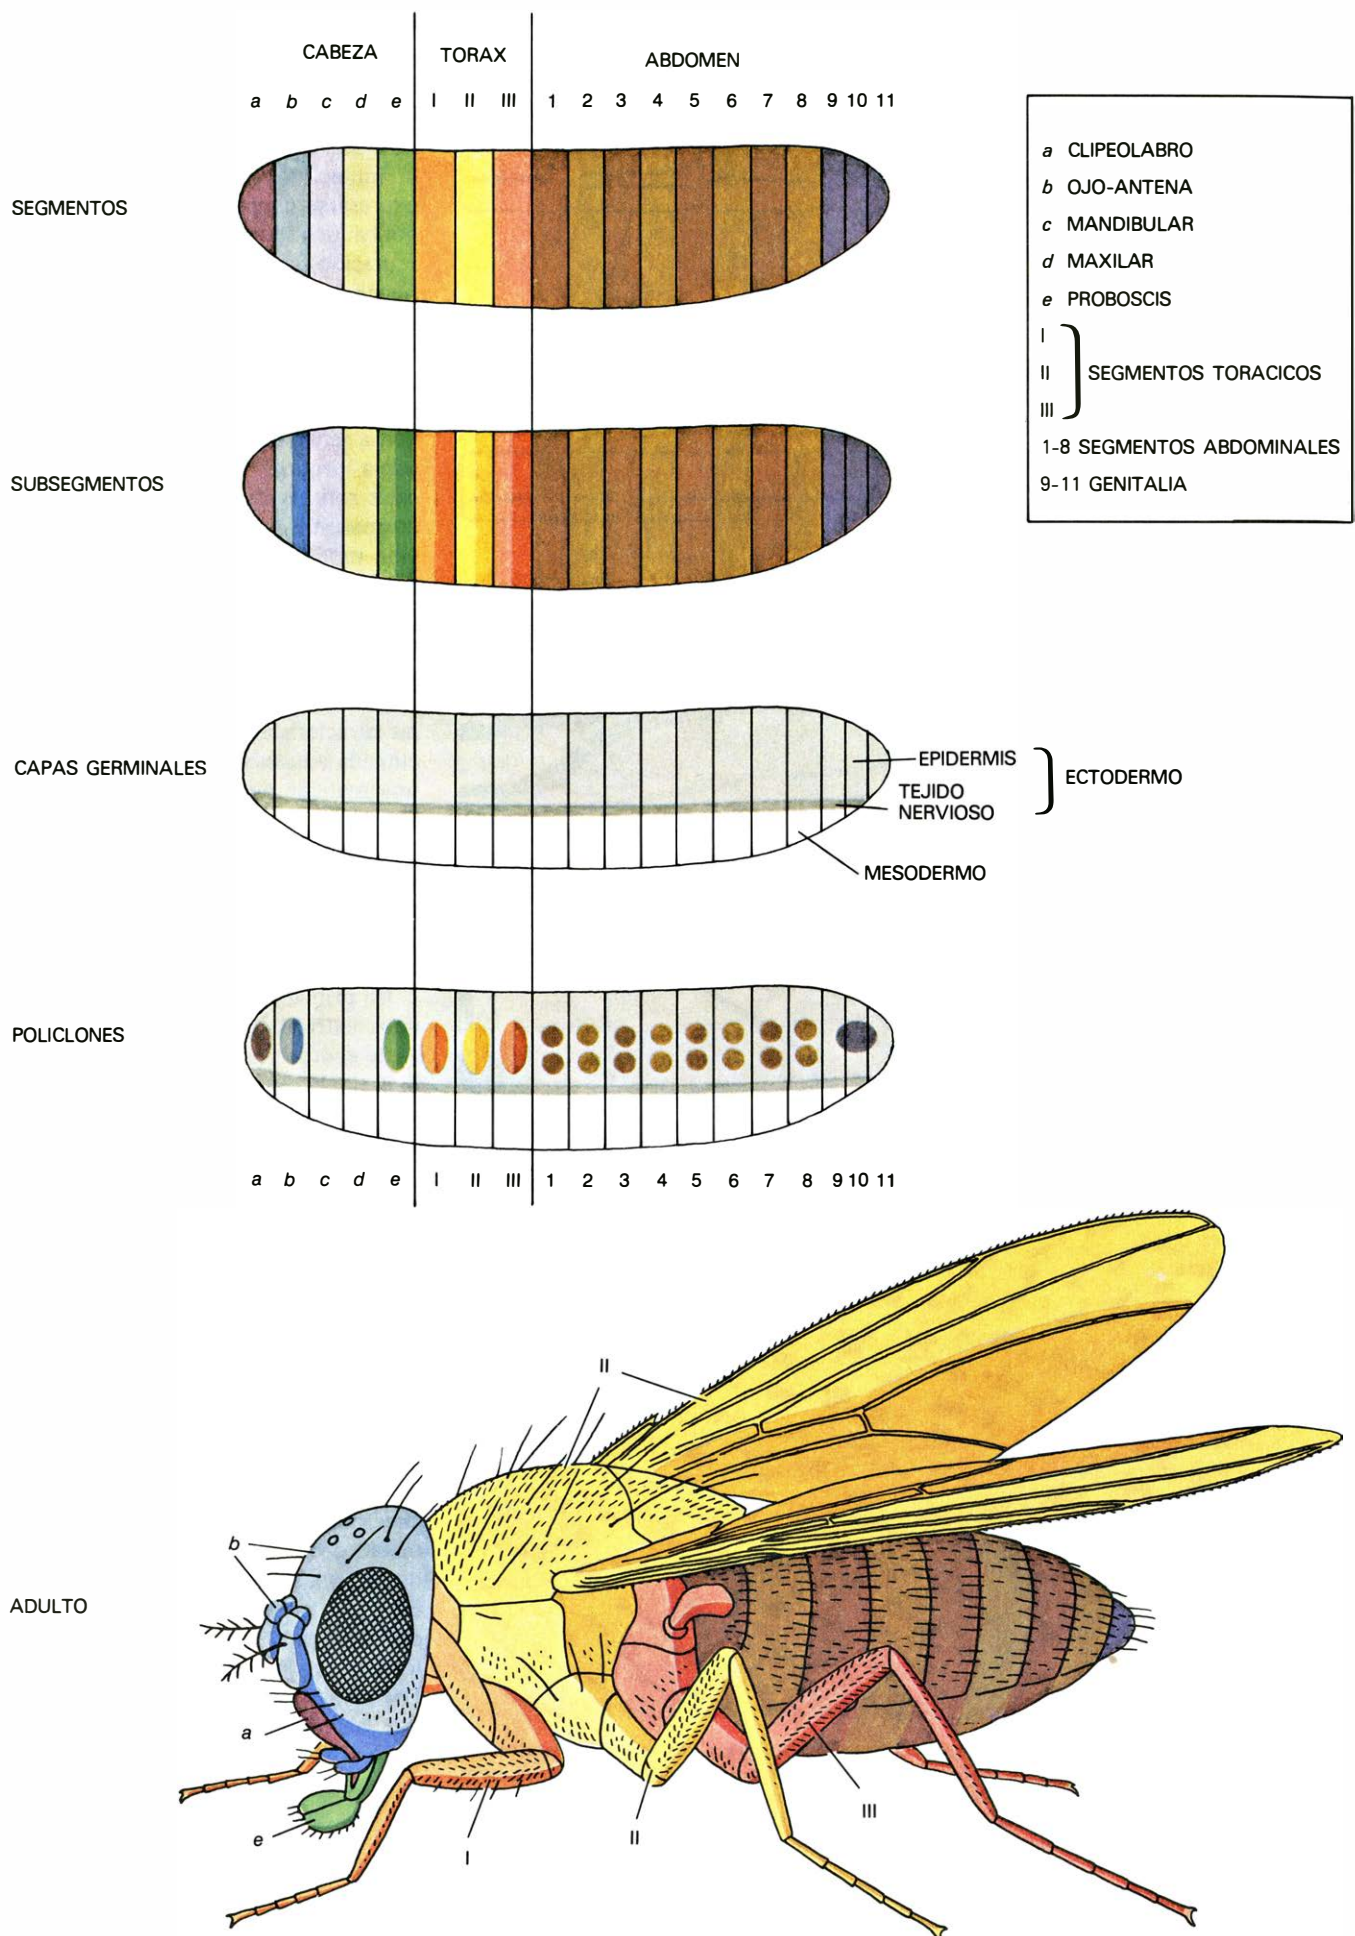 CABEZA TORAX ABDOMEN
a b c d e I II III 1 2 3 4 5 6 7 8 9 10 11
SEGMENTOS
a CLIPEOLABRO
b OJO-ANTENA
c MANDIBULAR
d MAXILAR
e PROBOSCIS
I
II
III
SEGMENTOS TORACICOS
1-8 SEGMENTOS ABDOMINALES
9-11 GENITALIA
SUBSEGMENTOS
CAPAS GERMINALES
EPIDERMIS
TEJIDO
NERVIOSO
ECTODERMO
MESODERMO
POLICLONES
a b c d e I II III 1 2 3 4 5 6 7 8 9 10 11
ADULTO
II
b
a
e
I
II
III